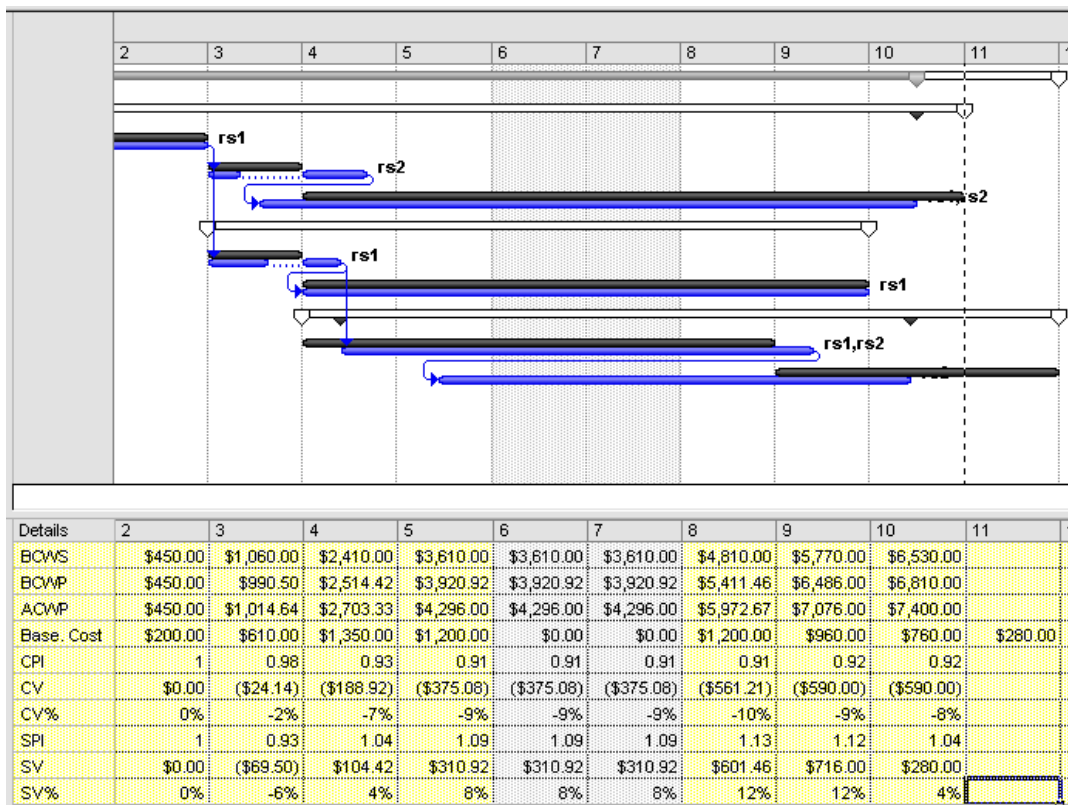 2 3 4 5 6 7 8 9 10 11
rs1
rs2
rs2
rs1
rs1
rs1,rs2
Details 2 3 4 5 6 7 8 9 10 11
BCWS $450.00 $1,060.00 $2,410.00 $3,610.00 $3,610.00 $3,610.00 $4,810.00 $5,770.00 $6,530.00
BCWP $450.00 $990.50 $2,514.42 $3,920.92 $3,920.92 $3,920.92 $5,411.46 $6,486.00 $6,810.00
ACWP $450.00 $1,014.64 $2,703.33 $4,296.00 $4,296.00 $4,296.00 $5,972.67 $7,076.00 $7,400.00
Base. Cost $200.00 $610.00 $1,350.00 $1,200.00 $0.00 $0.00 $1,200.00 $960.00 $760.00 $280.00
CPI 1 0.98 0.93 0.91 0.91 0.91 0.91 0.92 0.92
CV $0.00 ($24.14) ($188.92) ($375.08) ($375.08) ($375.08) ($561.21) ($590.00) ($590.00)
CV% 0% -2% -7% -9% -9% -9% -10% -9% -8%
SPI 1 0.93 1.04 1.09 1.09 1.09 1.13 1.12 1.04
SV $0.00 ($69.50) $104.42 $310.92 $310.92 $310.92 $601.46 $716.00 $280.00
SV% 0% -6% 4% 8% 8% 8% 12% 12% 4%